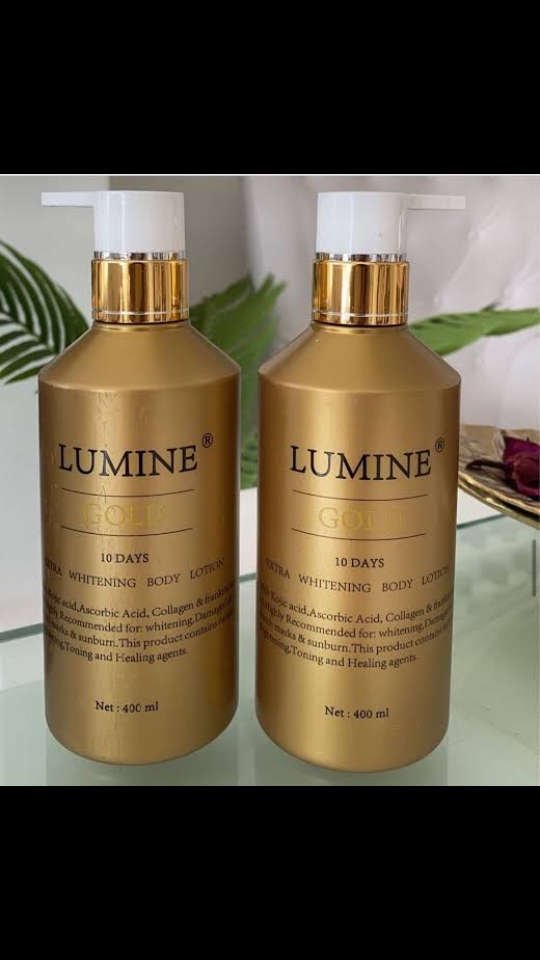 LUMINE®
GOLD
10 DAYS
WHITENING BODY LOTION
Kojic acid,Ascorbic Acid, Collagen &
Highly Recommended for: whitening,
marks & sunburn.This product contains
Toning and Healing agents.
Net : 400 ml
LUMINE®
GOLD
10 DAYS
EXTRA WHITENING BODY LOTION
Kojic acid,Ascorbic Acid, Collagen &
Highly Recommended for: whitening,
marks & sunburn.This product contains
Toning and Healing agents.
Net : 400 ml